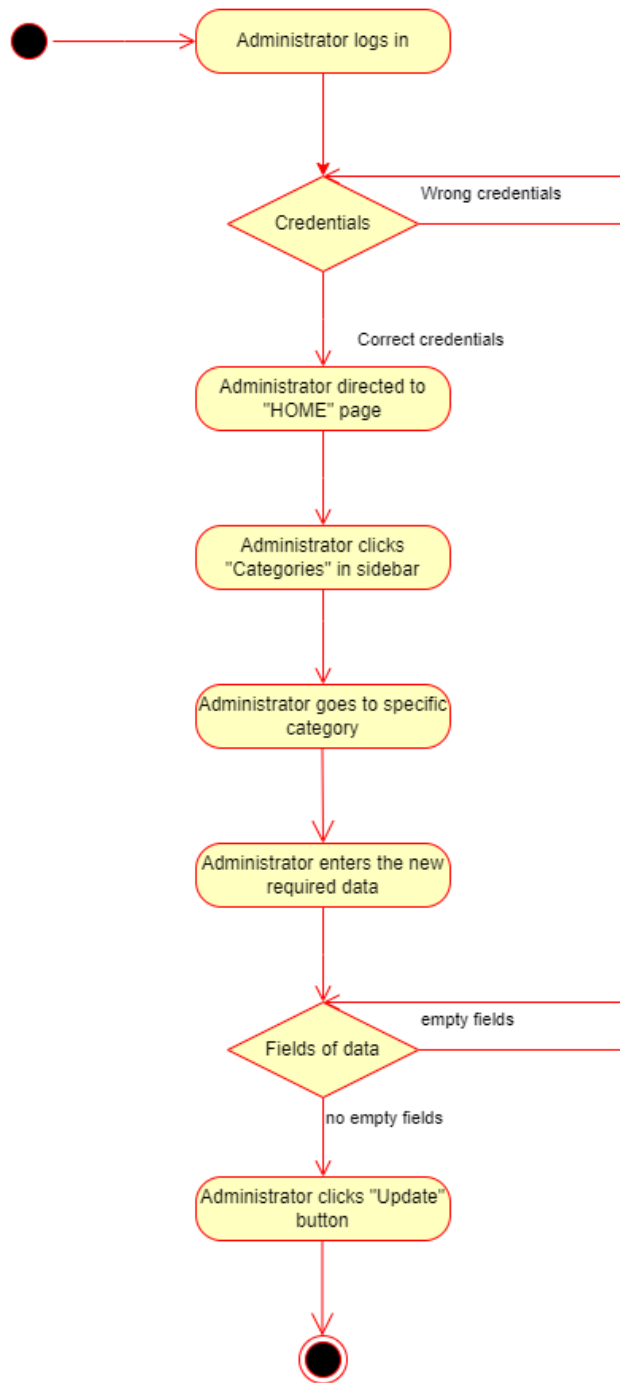 Administrator logs in
Wrong credentials
Credentials
Correct credentials
Administrator directed to
"HOME" page
Administrator clicks
"Categories" in sidebar
Administrator goes to specific
category
Administrator enters the new
required data
empty fields
Fields of data
no empty fields
Administrator clicks "Update"
button